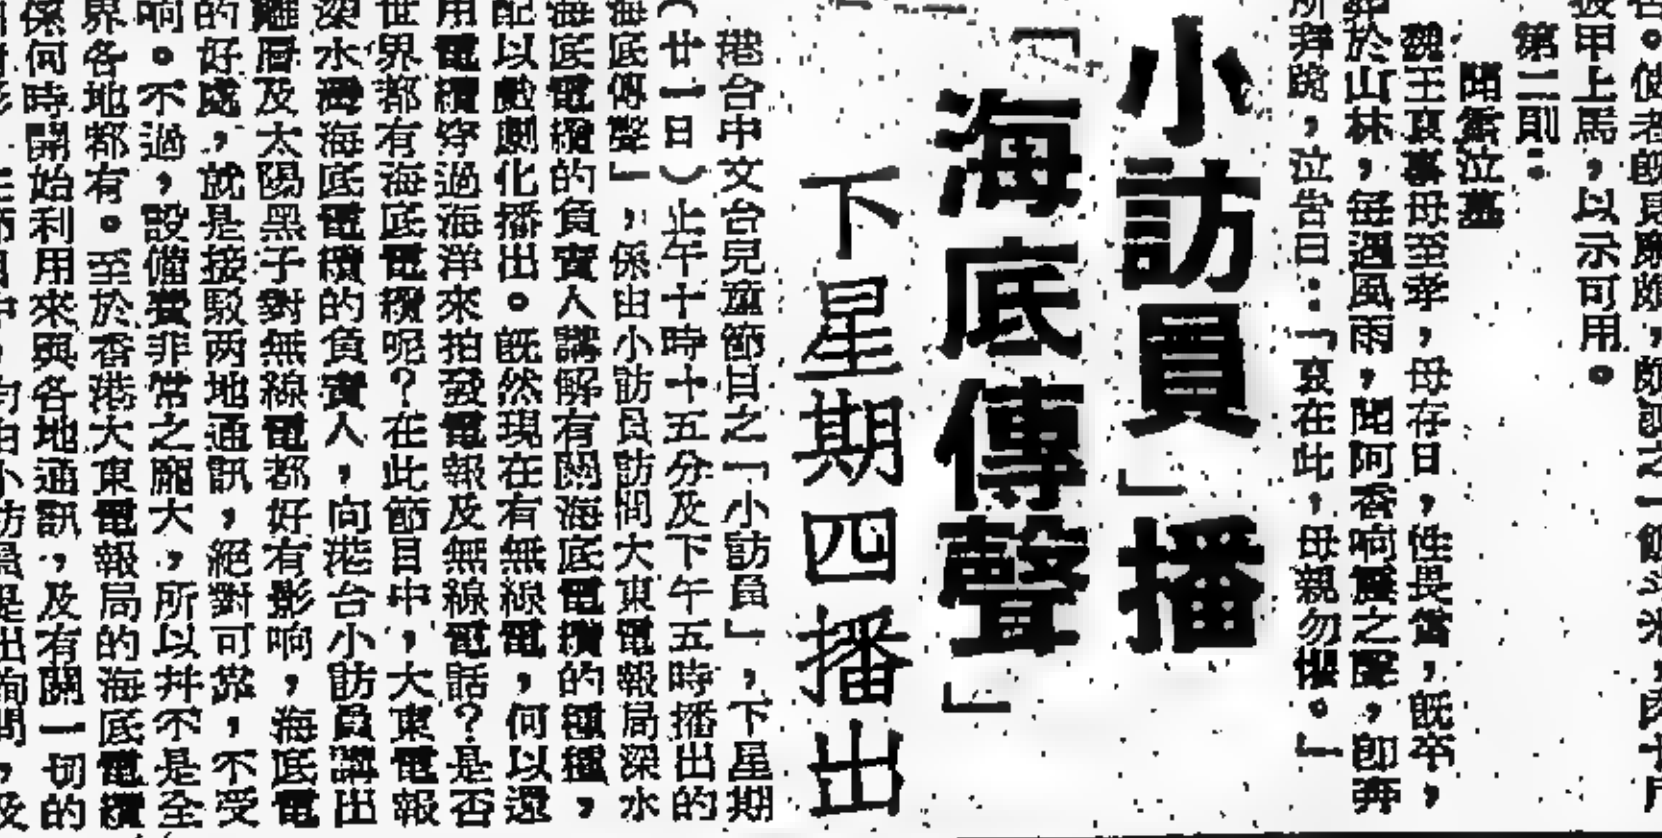 第二則：
聞雷泣墓
魏王裒事母至孝，母存日，性畏雷，既卒，
於山林，每遇風雨，聞阿香响震之聲，卽奔
拜跪，泣告曰：「裒在此，母親勿懼。」
披甲上馬，以示可用。
小訪員」播
「海底傳聲」
下星期四播出
港台中文台兒童節目之「小訪員」，下星期
（廿一日）上午十時十五分及下午五時播出的
海底傳聲」，係由小訪員訪問大東電報局深水
海底電纜的負責人講解有關海底電纜的種種，
配以戲劇化播出。旣然現在有無線電，何以還
用電纜穿過海洋來拍發電報及無線電話？是否
世界都有海底電纜呢？在此節目中，大東電報
深水灣海底電纜的負責人，向港台小訪員講出
離層及太陽黑子對無線電都好有影响，海底電
的好處，就是接駁两地通訊，絕對可靠，不受
响。不過，設備費非常之龐大，所以幷不是全
界各地都有。至於香港大東電報局的海底電纜
係何時開始利用來與各地通訊，及有關一切的